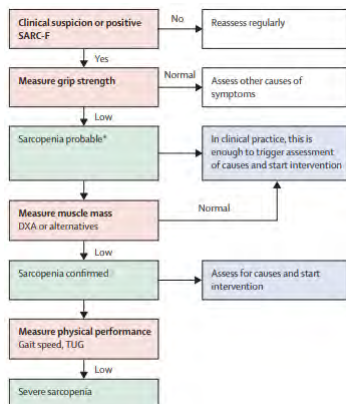 Clinical suspicion or positive
SARC-F
No
Reassess regularly
Yes
Measure grip strength
Normal
Assess other causes of
symptoms
Low
Sarcopenia probable*
In clinical practice, this is
enough to trigger assessment
of causes and start intervention
Measure muscle mass
DXA or alternatives
Normal
Low
Sarcopenia confirmed
Assess for causes and start
intervention
Measure physical performance
Gait speed, TUG
Low
Severe sarcopenia